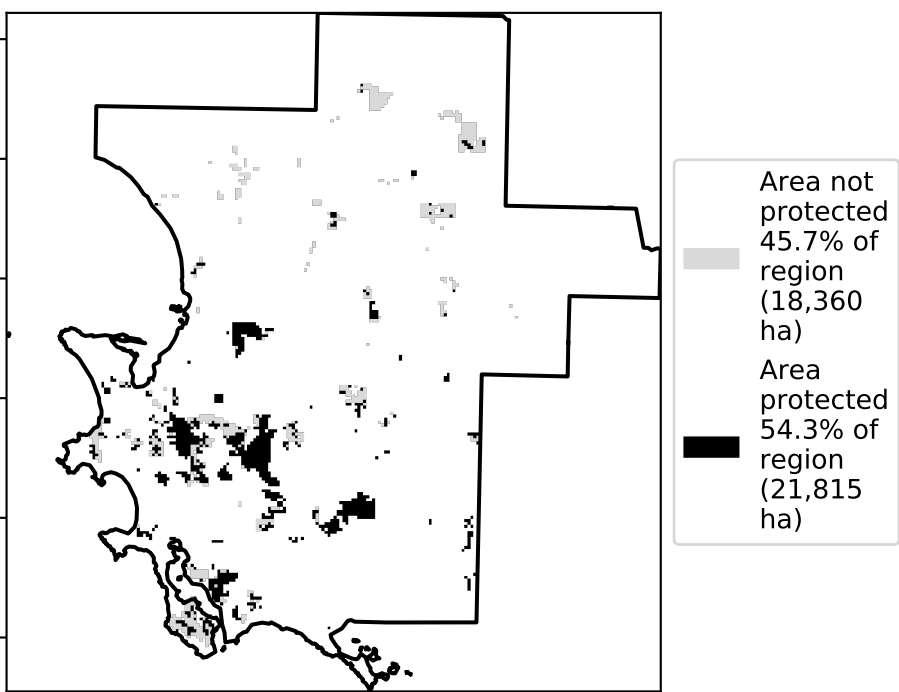 Area not
protected
45.7% of
region
(18,360
ha)
Area
protected
54.3% of
region
(21,815
ha)